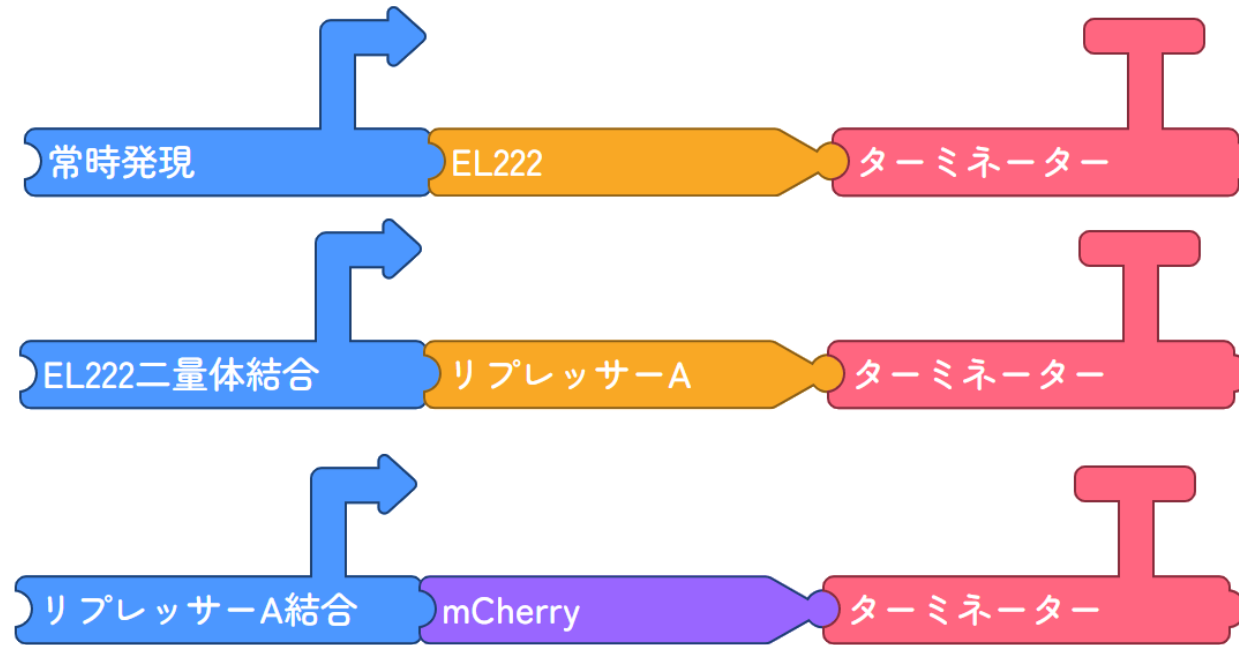 常時発現 EL222 ターミネーター
EL222二量体結合 リプレッサーA ターミネーター
リプレッサーA結合 mCherry ターミネーター